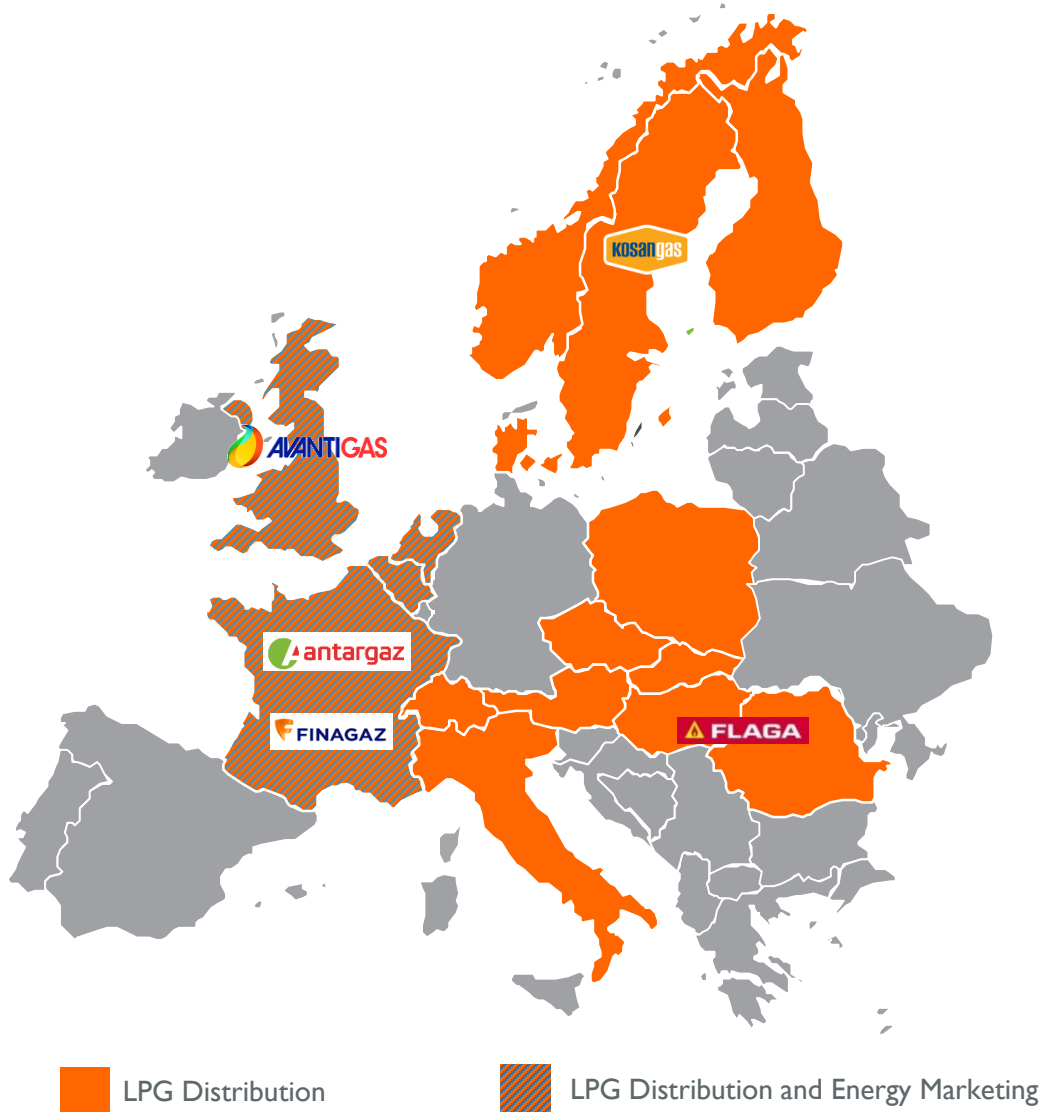 KOSANgas
AVANTIGAS
antargaz
FINAGAZ
FLAGA
LPG Distribution
LPG Distribution and Energy Marketing